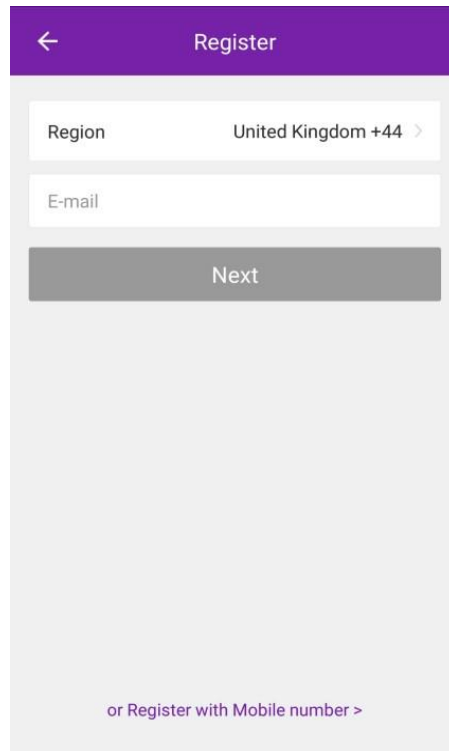 Register
Region United Kingdom +44 >
E-mail
Next
or Register with Mobile number >